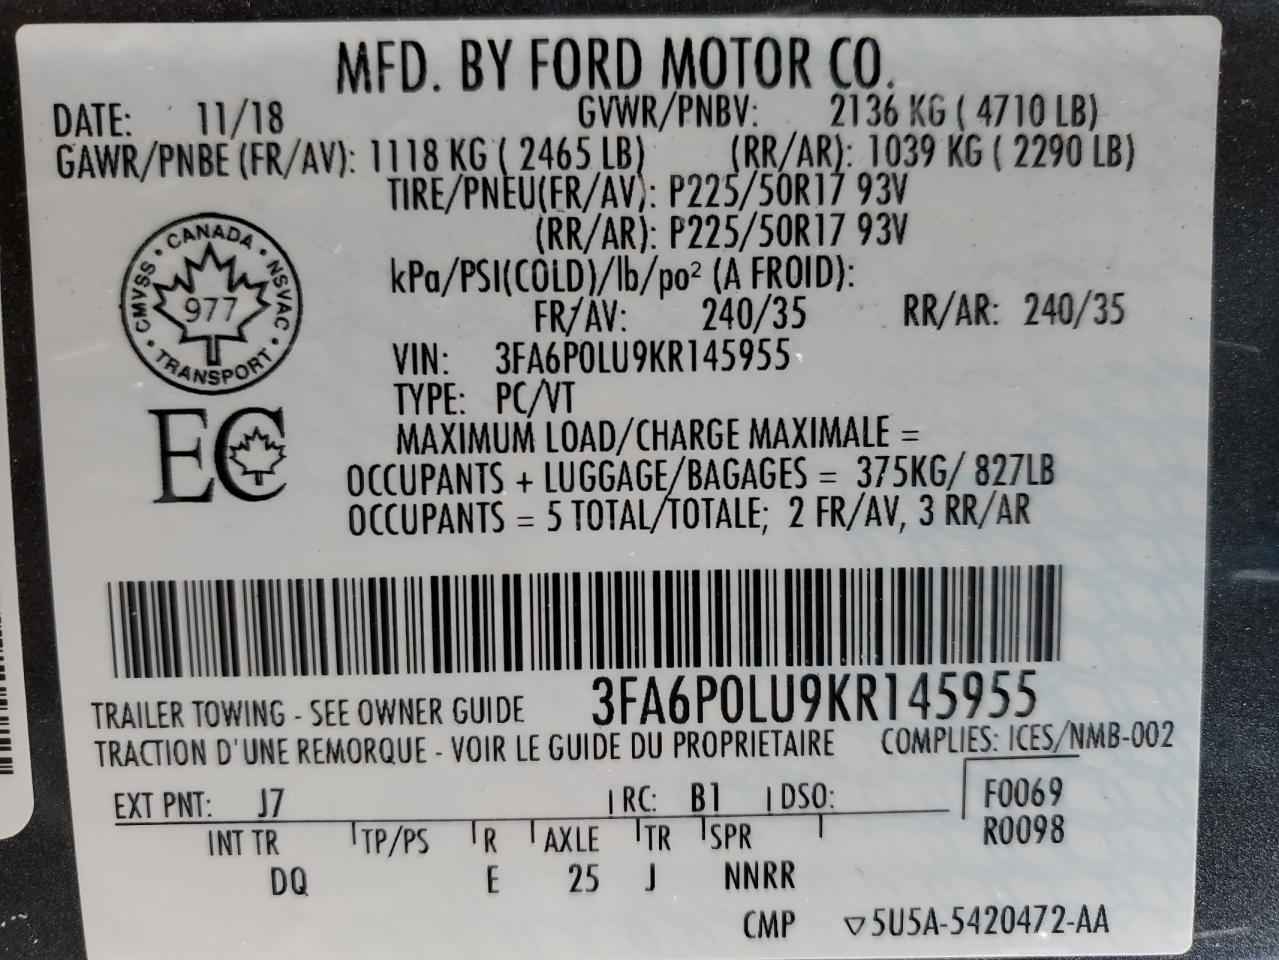 MFD. BY FORD MOTOR CO.
DATE: 11/18 GVWR/PNBV: 2136 KG ( 4710 LB)
GAWR/PNBE (FR/AV): 1118 KG ( 2465 LB) (RR/AR): 1039 KG ( 2290 LB)
TIRE/PNEU(FR/AV): P225/50R17 93V
(RR/AR): P225/50R17 93V
kPa/PSI(COLD)/lb/po² (A FROID):
FR/AV: 240/35 RR/AR: 240/35
CANADA
CMVSS · NSVAC
977
TRANSPORT
VIN: 3FA6P0LU9KR145955
TYPE: PC/VT
EC
MAXIMUM LOAD/CHARGE MAXIMALE =
OCCUPANTS + LUGGAGE/BAGAGES = 375KG/ 827LB
OCCUPANTS = 5 TOTAL/TOTALE; 2 FR/AV, 3 RR/AR
TRAILER TOWING - SEE OWNER GUIDE 3FA6P0LU9KR145955
TRACTION D'UNE REMORQUE - VOIR LE GUIDE DU PROPRIETAIRE COMPLIES: ICES/NMB-002
EXT PNT: J7 RC: B1 DSO: F0069
INT TR TP/PS R AXLE TR SPR R0098
DQ E 25 J NNRR
CMP ▽5U5A-5420472-AA